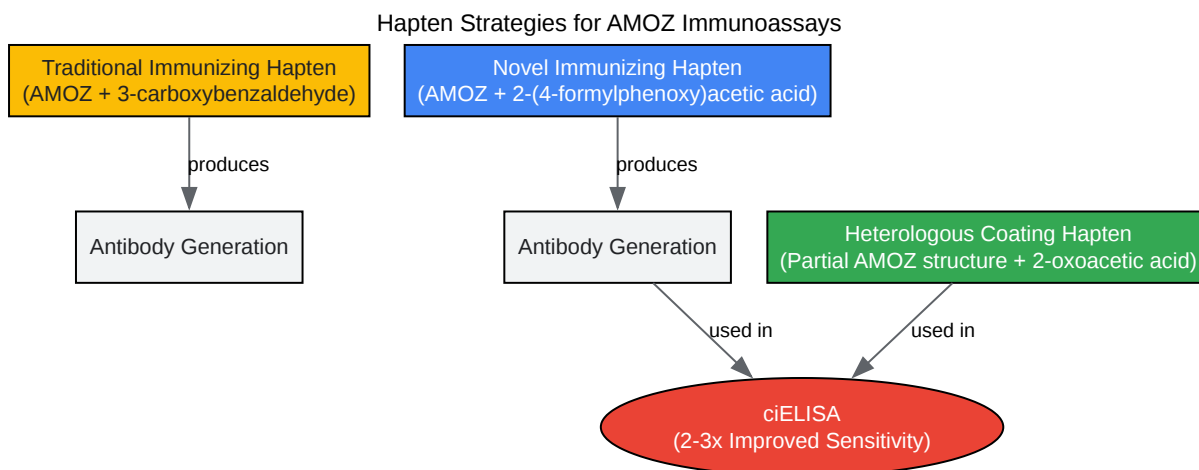 Hapten Strategies for AMOZ Immunoassays
Traditional Immunizing Hapten
(AMOZ + 3-carboxybenzaldehyde)
Novel Immunizing Hapten
(AMOZ + 2-(4-formylphenoxy)acetic acid)
produces
produces
Antibody Generation
Antibody Generation
Heterologous Coating Hapten
(Partial AMOZ structure + 2-oxoacetic acid)
used in
used in
ciELISA
(2-3x Improved Sensitivity)